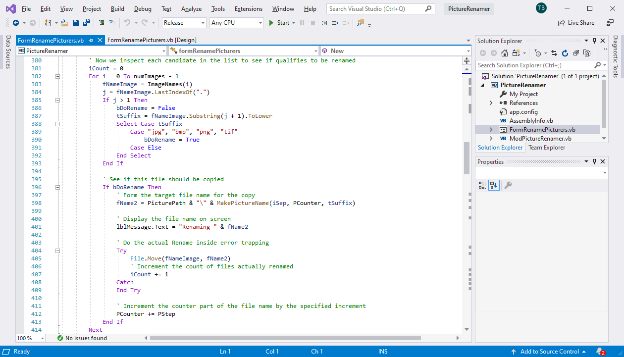 File Edit View Project Build Debug Test Analyze Tools Extensions Window Help Search Visual Studio (Ctrl+Q) PictureRenamer TS
Release Any CPU Start Live Share
Data Sources
FormRenamePicturers.vb FormRenamePicturers.vb [Design]
PictureRenamer formRenamePicturers New
380 ' Now we inspect each candidate in the list to see if qualifies to be renamed
381 iCount = 0
382 For i = 0 To numImages - 1
383 fNameImage = ImageNames(i)
384 j = fNameImage.LastIndexOf(".")
385 If j > 1 Then
386 bDoRename = False
387 tSuffix = fNameImage.Substring(j + 1).ToLower
388 Select Case tSuffix
389 Case "jpg", "bmp", "png", "tif"
390 bDoRename = True
391 Case Else
392 End Select
393 End If
394
395 ' See if this file should be copied
396 If bDoRename Then
397 ' Form the target file name for the copy
398 fName2 = PicturePath & "\" & MakePictureName(iSep, PCounter, tSuffix)
399
400 ' Display the file name on screen
401 lblMessage.Text = "Renaming " & fName2
402
403 ' Do the actual Rename inside error trapping
404 Try
405 File.Move(fNameImage, fName2)
406 ' Increment the count of files actually renamed
407 iCount += 1
408 Catch
409 End Try
410
411 ' Increment the counter part of the file name by the specified increment
412 PCounter += PStep
413 End If
414 Next
100 % No issues found
Solution Explorer
Search Solution Explorer (Ctrl+;)
Solution 'PictureRenamer' (1 of 1 project)
PictureRenamer
My Project
References
app.config
AssemblyInfo.vb
FormRenamePicturers.vb
ModPictureRenamer.vb
Solution Explorer Team Explorer
Properties
Diagnostic Tools
Ready Ln 1 Col 1 Ch 1 INS Add to Source Control 2